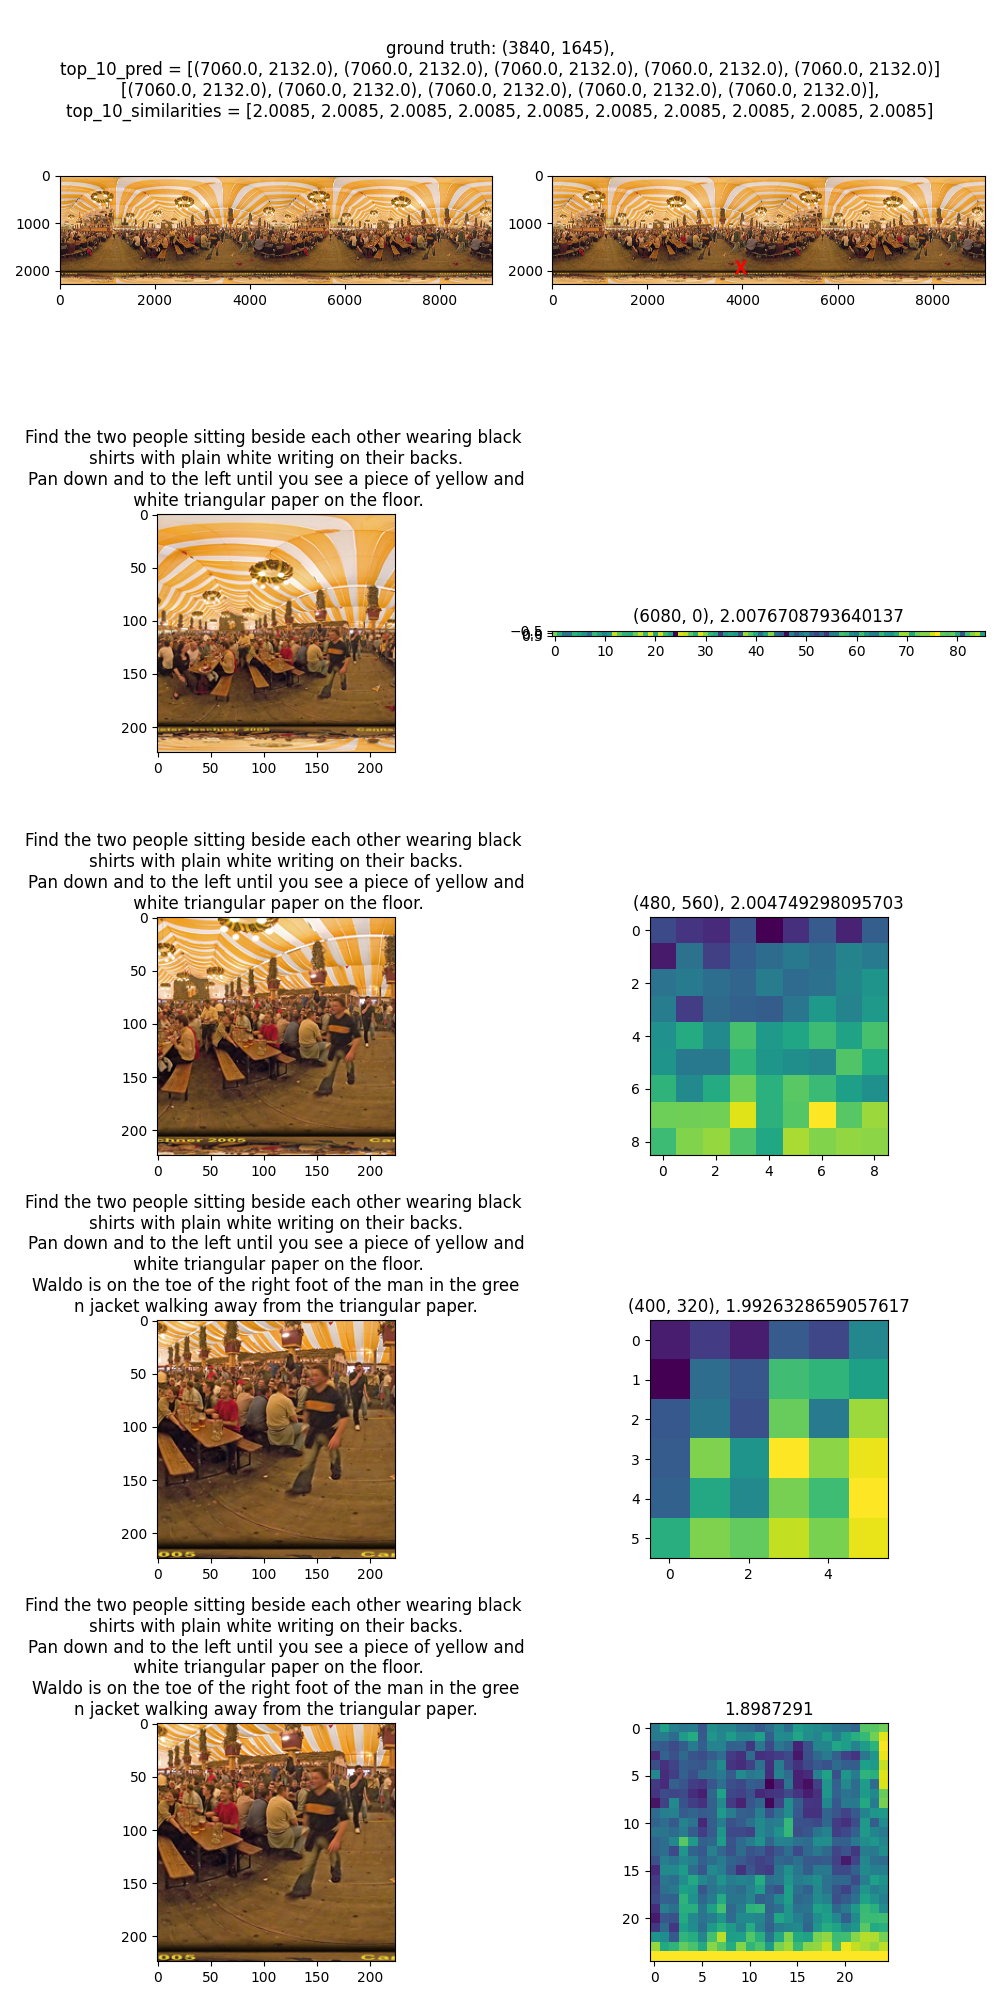 ground truth: (3840, 1645),
top_10_pred = [(7060.0, 2132.0), (7060.0, 2132.0), (7060.0, 2132.0), (7060.0, 2132.0), (7060.0, 2132.0)]
[(7060.0, 2132.0), (7060.0, 2132.0), (7060.0, 2132.0), (7060.0, 2132.0), (7060.0, 2132.0)],
top_10_similarities = [2.0085, 2.0085, 2.0085, 2.0085, 2.0085, 2.0085, 2.0085, 2.0085, 2.0085, 2.0085]
0
1000
2000
0 2000 4000 6000 8000
0
1000
2000
X
0 2000 4000 6000 8000
Find the two people sitting beside each other wearing black
shirts with plain white writing on their backs.
Pan down and to the left until you see a piece of yellow and
white triangular paper on the floor.
0
50
100
150
200
Teschner 2005
0 50 100 150 200
(6080, 0), 2.0076708793640137
0 10 20 30 40 50 60 70 80
Find the two people sitting beside each other wearing black
shirts with plain white writing on their backs.
Pan down and to the left until you see a piece of yellow and
white triangular paper on the floor.
0
50
100
150
200
chner 2005 Ca
0 50 100 150 200
(480, 560), 2.004749298095703
0
2
4
6
8
0 2 4 6 8
Find the two people sitting beside each other wearing black
shirts with plain white writing on their backs.
Pan down and to the left until you see a piece of yellow and
white triangular paper on the floor.
Waldo is on the toe of the right foot of the man in the gree
n jacket walking away from the triangular paper.
0
50
100
150
200
005 Ca
0 50 100 150 200
(400, 320), 1.9926328659057617
0
1
2
3
4
5
0 2 4
Find the two people sitting beside each other wearing black
shirts with plain white writing on their backs.
Pan down and to the left until you see a piece of yellow and
white triangular paper on the floor.
Waldo is on the toe of the right foot of the man in the gree
n jacket walking away from the triangular paper.
0
50
100
150
200
005 Ca
0 50 100 150 200
1.8987291
0
5
10
15
20
0 5 10 15 20